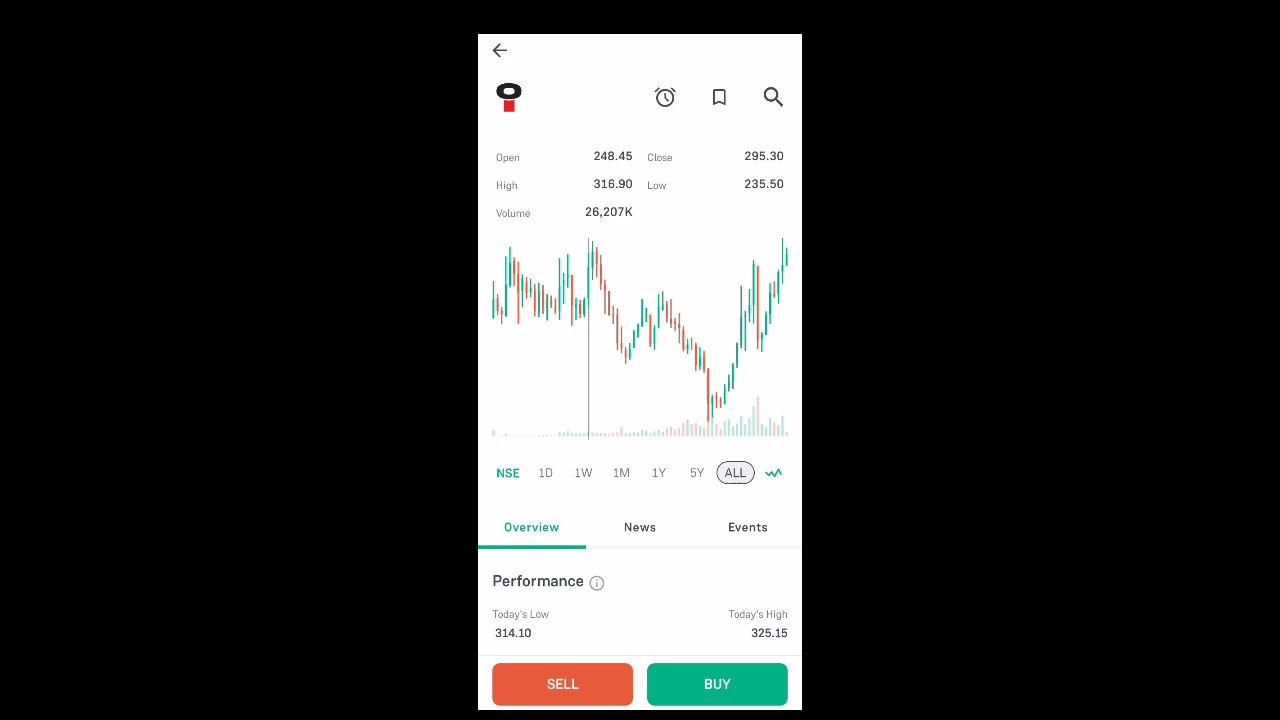 Open 248.45 Close 295.30
High 316.90 Low 235.50
Volume 26,207K
NSE 1D 1W 1M 1Y 5Y ALL
Overview News Events
Performance
Today's Low Today's High
314.10 325.15
SELL BUY